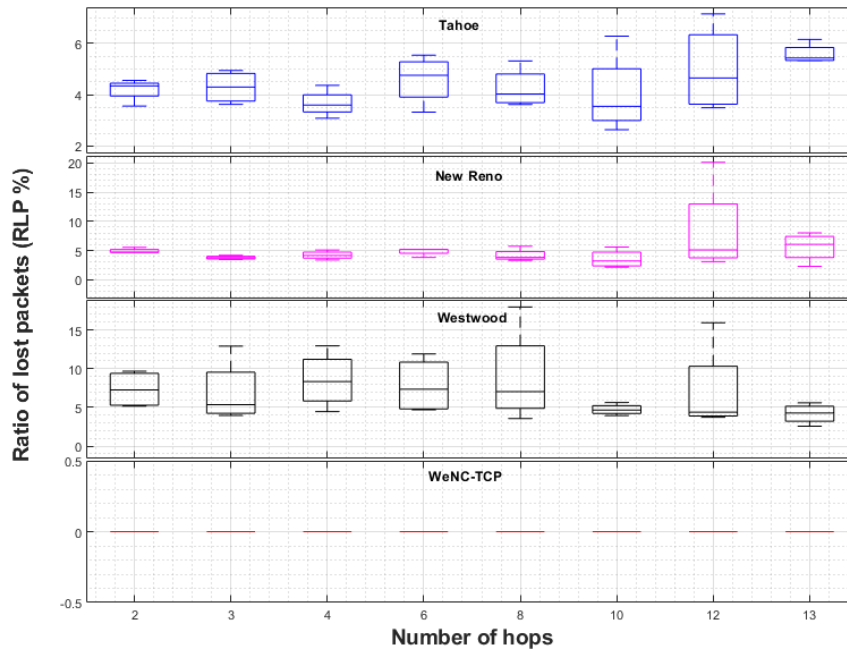 Ratio of lost packets (RLP %)
Tahoe
6
4
2
New Reno
20
15
10
5
0
Westwood
15
10
5
0
WeNC-TCP
0.5
0
-0.5
2 3 4 6 8 10 12 13
Number of hops